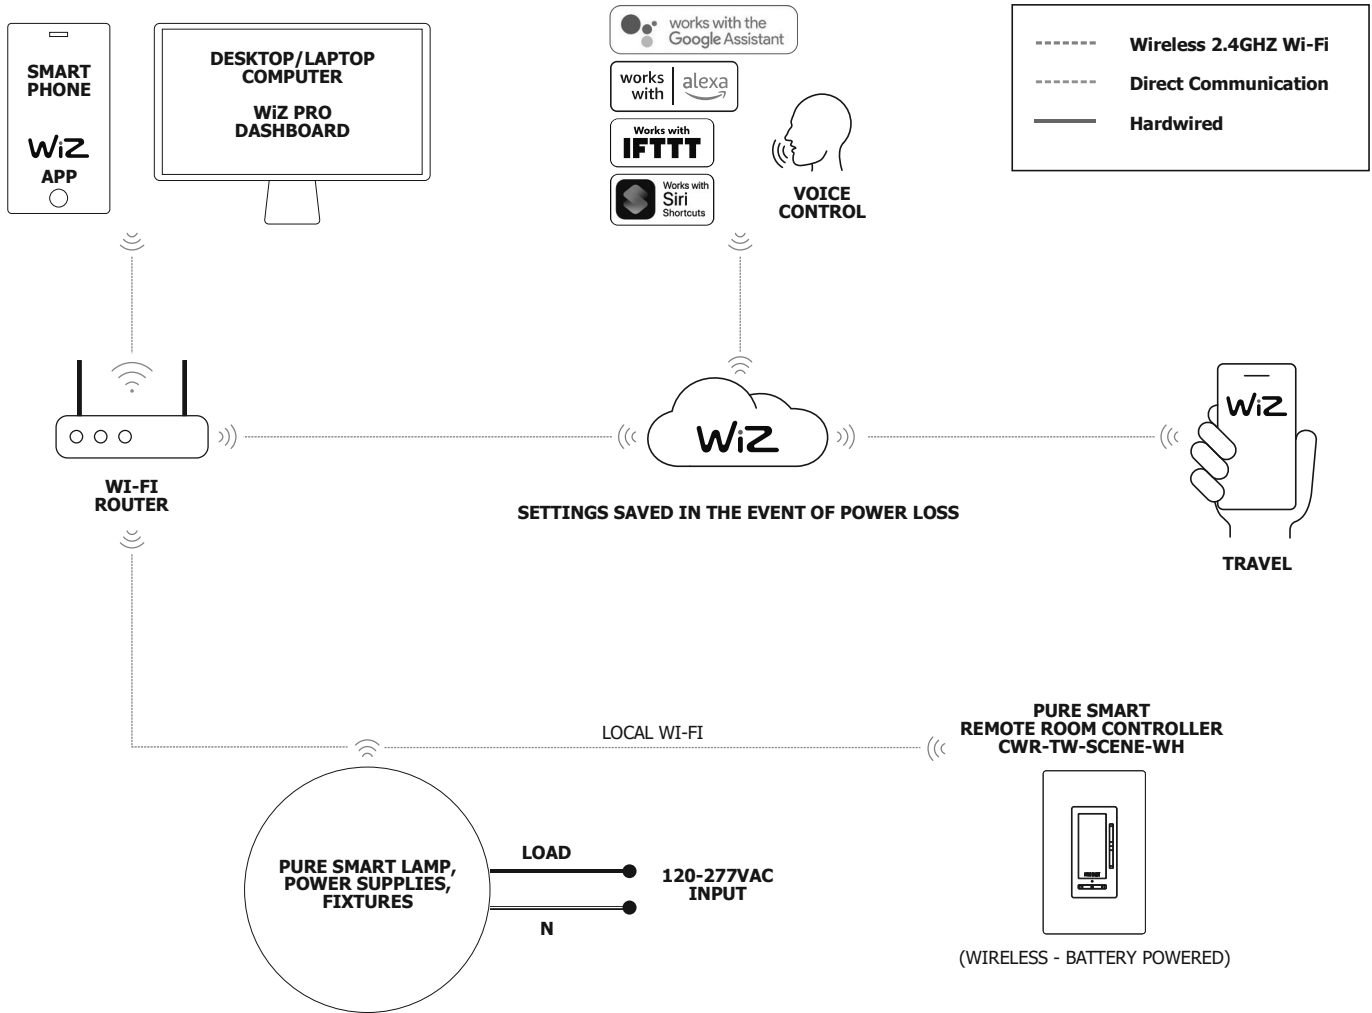 SMART
PHONE
WiZ
APP
DESKTOP/LAPTOP
COMPUTER
WiZ PRO
DASHBOARD
works with the
Google Assistant
works
with
alexa
Works with
IFTTT
Works with
Siri
Shortcuts
VOICE
CONTROL
Wireless 2.4GHZ Wi-Fi
Direct Communication
Hardwired
WI-FI
ROUTER
WiZ
SETTINGS SAVED IN THE EVENT OF POWER LOSS
WiZ
TRAVEL
LOCAL WI-FI
PURE SMART
REMOTE ROOM CONTROLLER
CWR-TW-SCENE-WH
(WIRELESS - BATTERY POWERED)
PURE SMART LAMP,
POWER SUPPLIES,
FIXTURES
LOAD
N
120-277VAC
INPUT